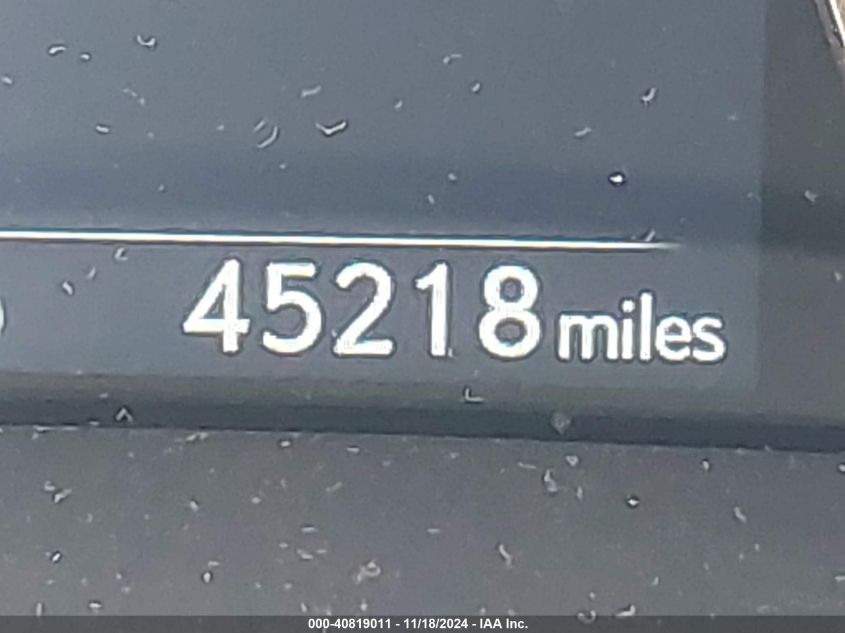 45218 miles
000-40819011 - 11/18/2024 - IAA Inc.